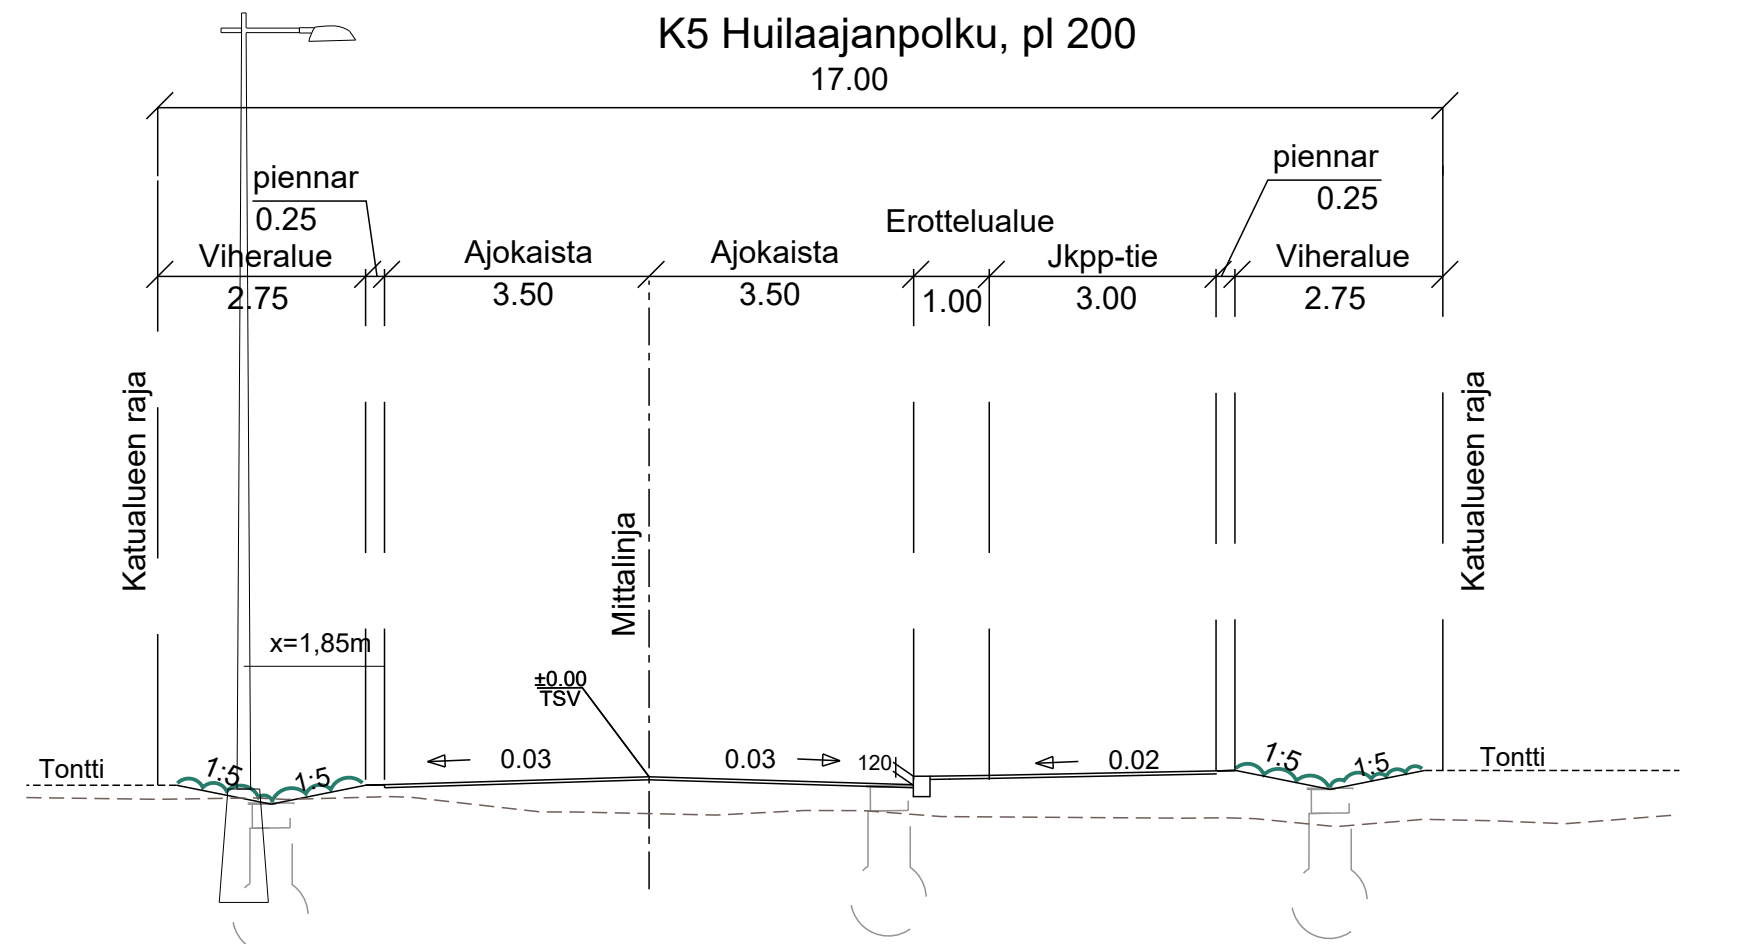 K5 Huilaajanpolku, pl 200
17.00
piennar
0.25
piennar
0.25
Erottelualue
Viheralue
Ajokaista
Ajokaista
Jkpp-tie
Viheralue
2.75
3.50
3.50
1.00
3.00
2.75
Katualueen raja
Mittalinja
Katualueen raja
x=1,85m
±0.00
TSV
Tontti
1:5
1:5
0.03
0.03
120
0.02
1:5
1:5
Tontti